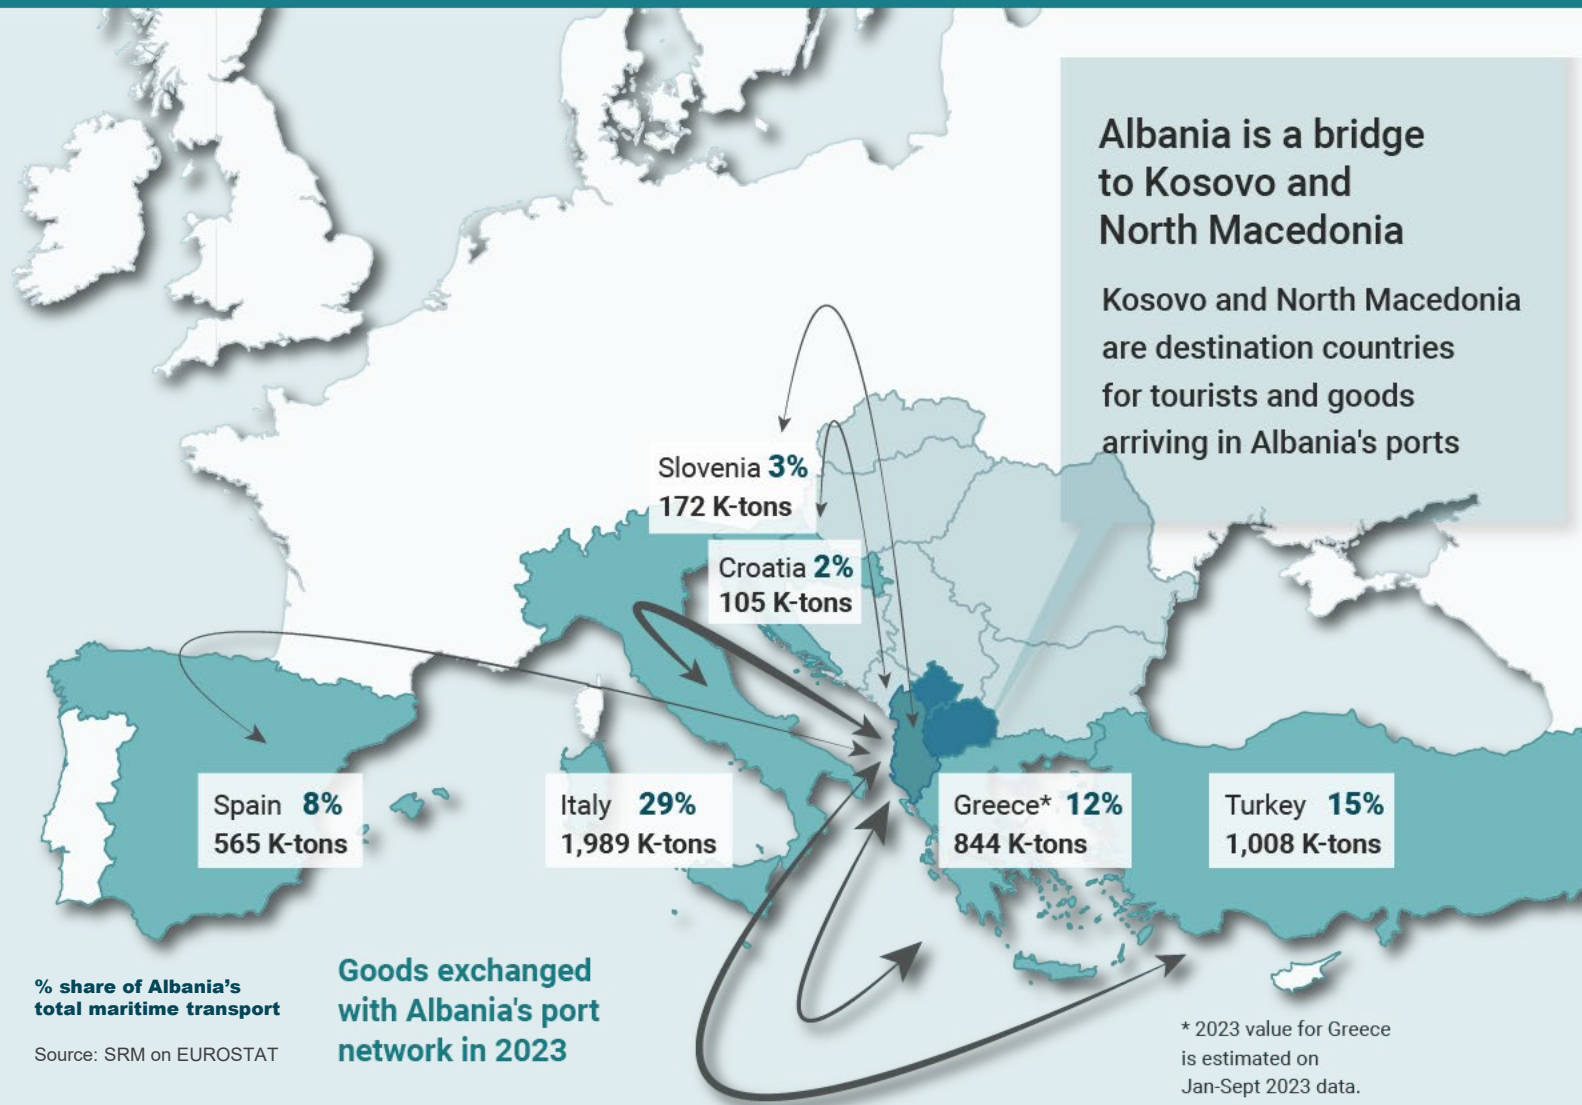 Albania is a bridge
to Kosovo and
North Macedonia
Kosovo and North Macedonia
are destination countries
for tourists and goods
arriving in Albania's ports
Slovenia 3%
172 K-tons
Croatia 2%
105 K-tons
Spain 8%
565 K-tons
Italy 29%
1,989 K-tons
Greece* 12%
844 K-tons
Turkey 15%
1,008 K-tons
% share of Albania’s
total maritime transport
Source: SRM on EUROSTAT
Goods exchanged
with Albania's port
network in 2023
* 2023 value for Greece
is estimated on
Jan-Sept 2023 data.